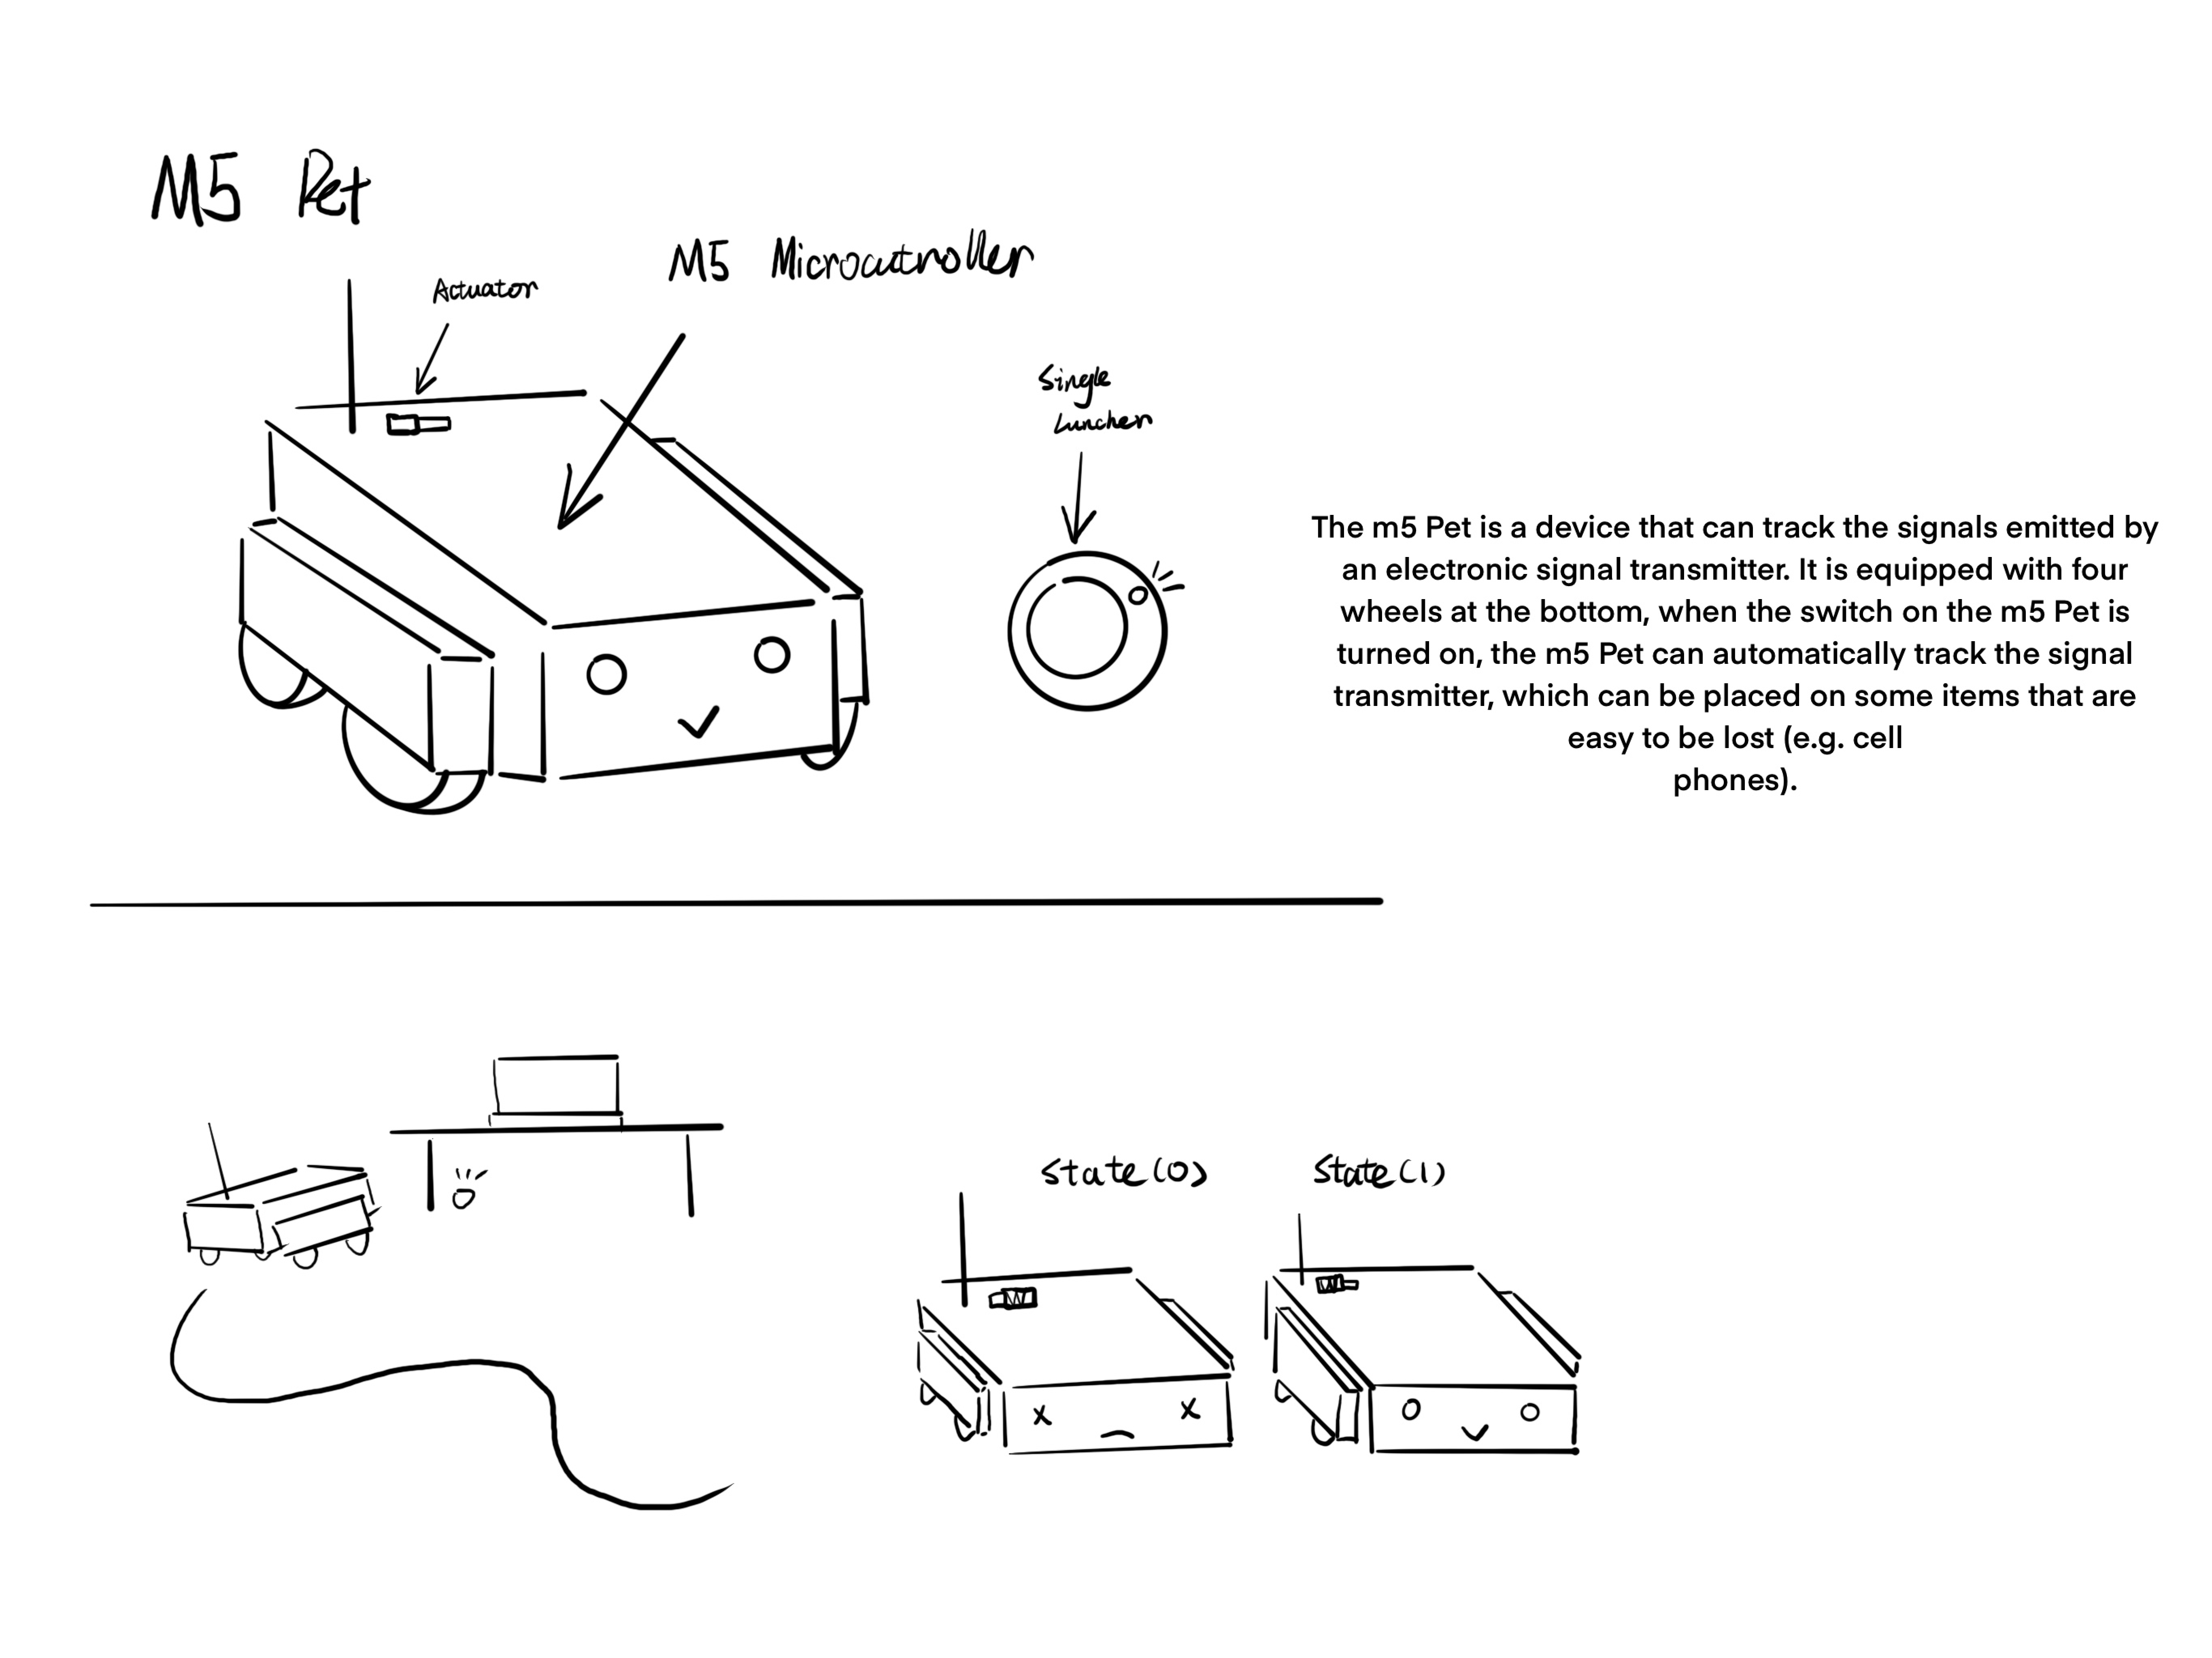 M5 Pet
M5 Microcutroller
Actuator
Single
Luncher
The m5 Pet is a device that can track the signals emitted by
an electronic signal transmitter. It is equipped with four
wheels at the bottom, when the switch on the m5 Pet is
turned on, the m5 Pet can automatically track the signal
transmitter, which can be placed on some items that are
easy to be lost (e.g. cell
phones).
State(0)
State(1)